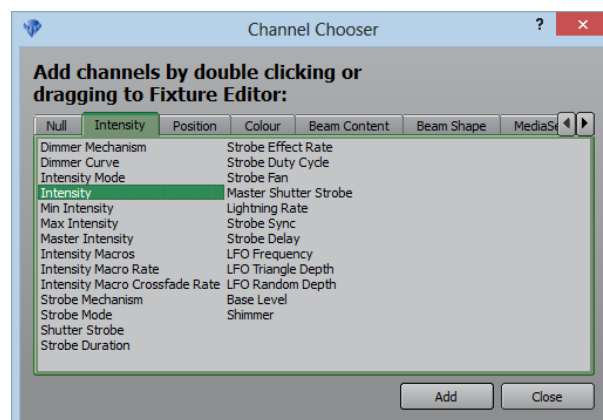 Channel Chooser
?
×
Add channels by double clicking or
dragging to Fixture Editor:
Null Intensity Position Colour Beam Content Beam Shape
Dimmer Mechanism
Dimmer Curve
Intensity Mode
Intensity
Min Intensity
Max Intensity
Master Intensity
Intensity Macros
Intensity Macro Rate
Intensity Macro Crossfade Rate
Strobe Mechanism
Strobe Mode
Shutter Strobe
Strobe Duration
Strobe Effect Rate
Strobe Duty Cycle
Strobe Fan
Master Shutter Strobe
Lightning Rate
Strobe Sync
Strobe Delay
LFO Frequency
LFO Triangle Depth
LFO Random Depth
Base Level
Shimmer
Add Close